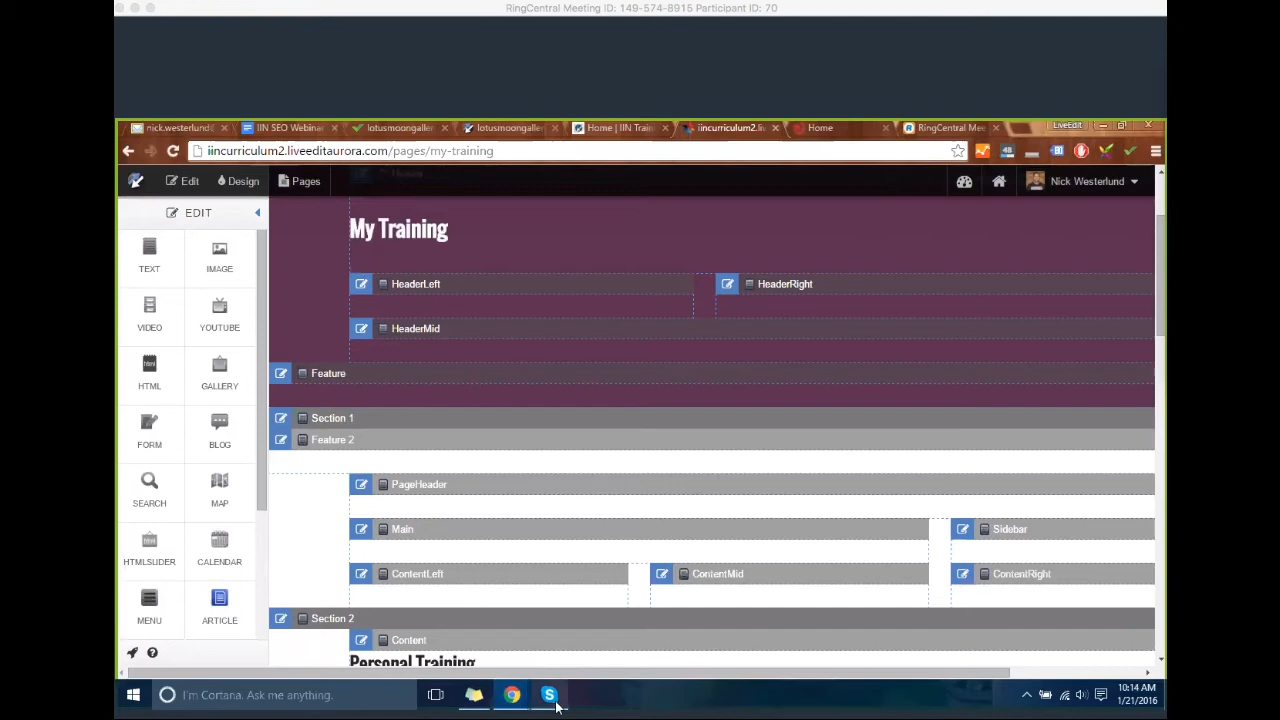 RingCentral Meeting ID: 149-574-8915 Participant ID: 70
nick.westerlund@ IIN SEO Webinar lotusmoongaller lotusmoongaller Home | IIN Train iincurriculum2.liv Home RingCentral Mee LiveEdit
iincurriculum2.liveeditaurora.com/pages/my-training
Edit Design Pages Nick Westerlund
EDIT
My Training
TEXT IMAGE
HeaderLeft HeaderRight
VIDEO YOUTUBE
HeaderMid
Feature
HTML GALLERY
Section 1
Feature 2
FORM BLOG
PageHeader
SEARCH MAP
Main Sidebar
HTMLSLIDER CALENDAR
ContentLeft ContentMid ContentRight
MENU ARTICLE
Section 2
Content
Personal Training
I'm Cortana. Ask me anything.
10:14 AM
1/21/2016